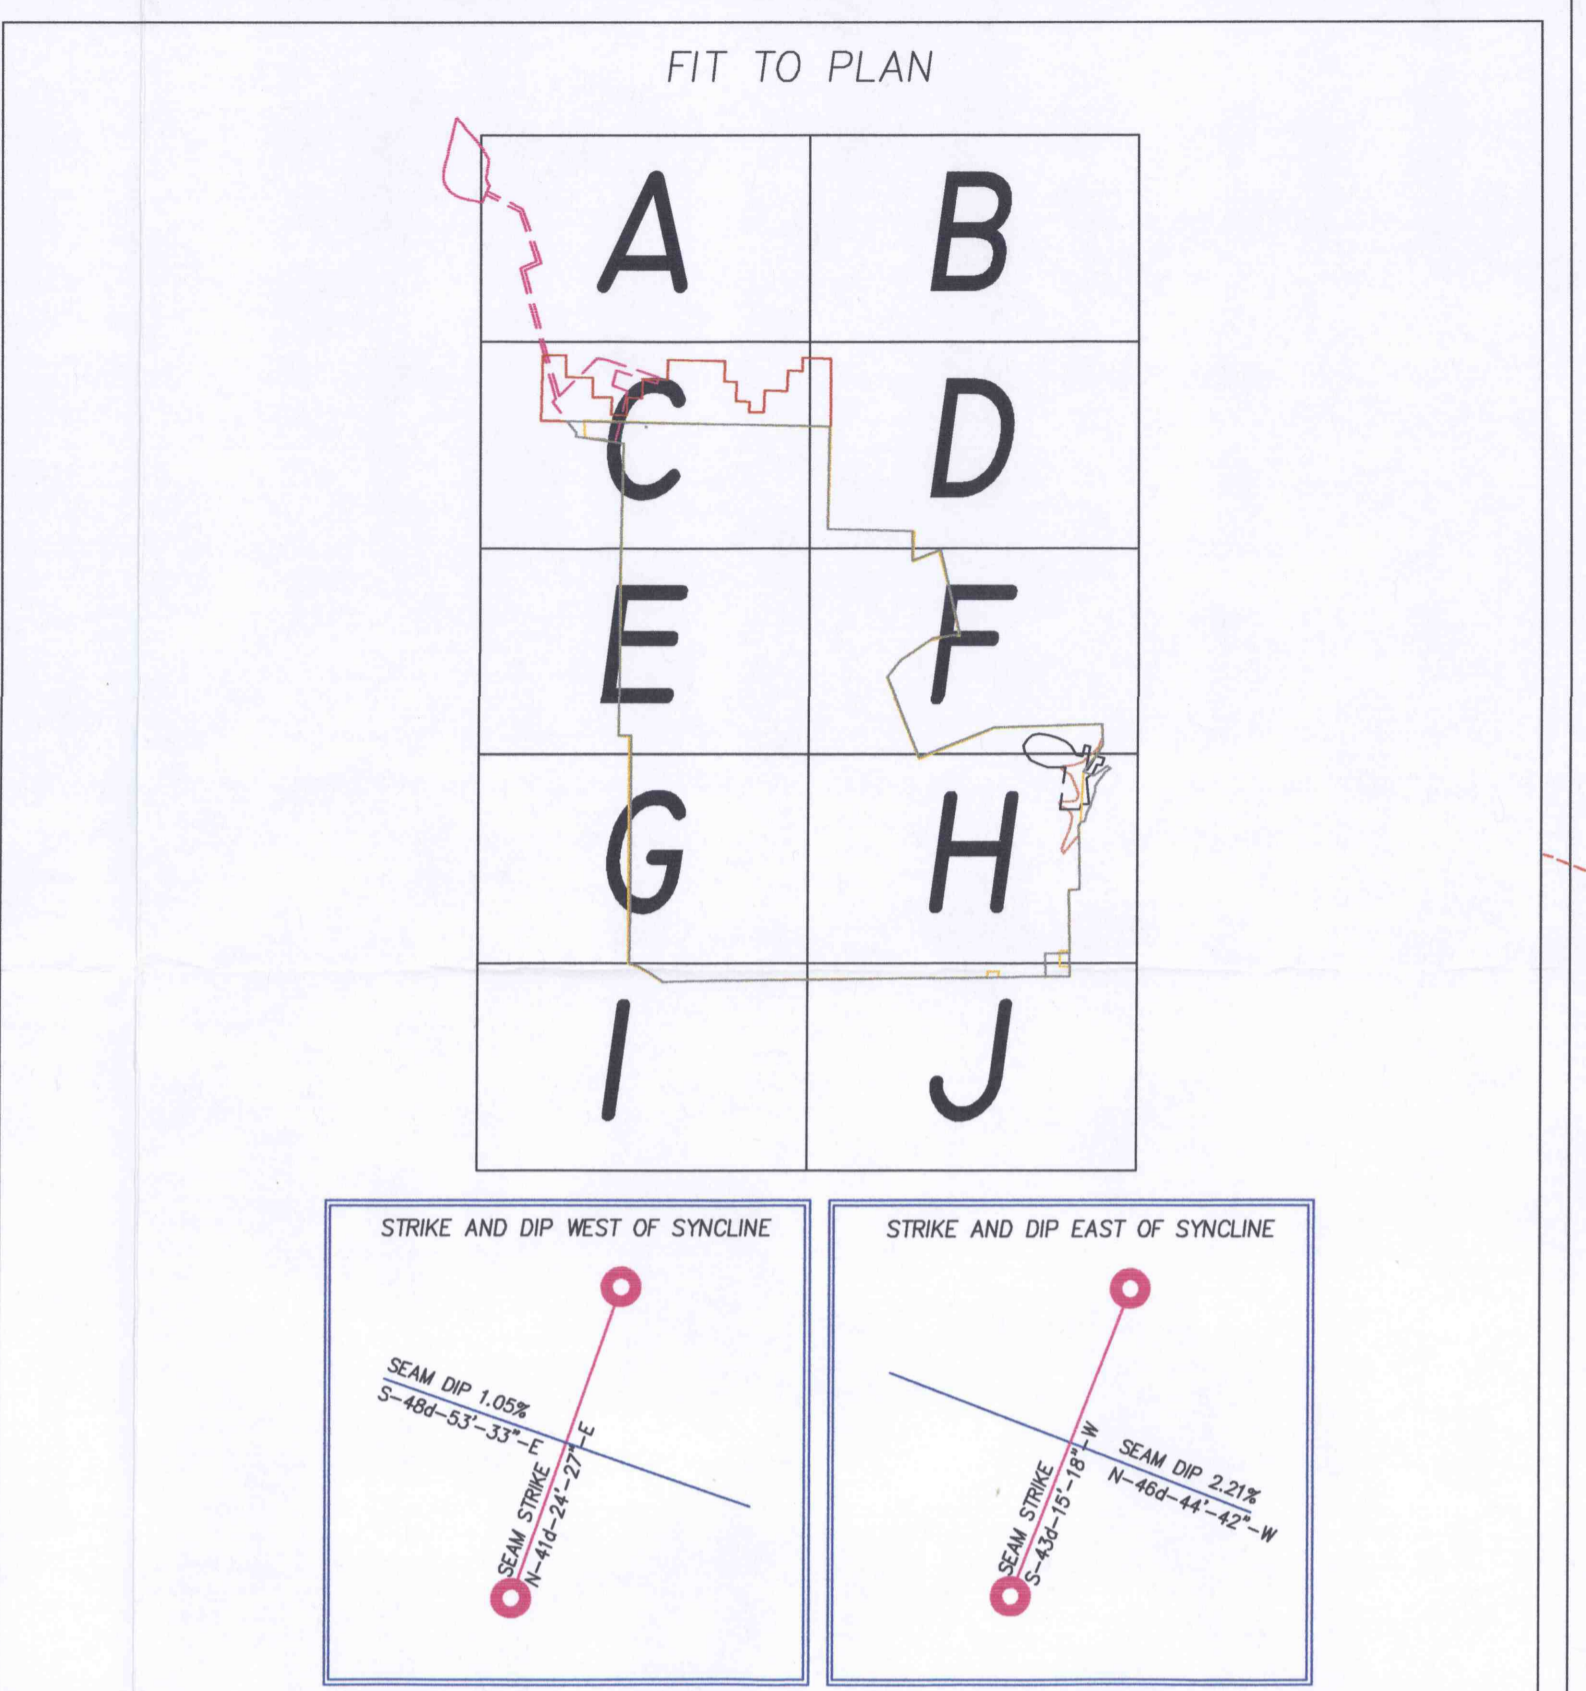 FIT TO PLAN
A
B
C
D
E
F
G
H
I
J
STRIKE AND DIP WEST OF SYNCLINE
SEAM DIP 1.05%
S-48d-53'-33"-E
SEAM STRIKE
N-41d-24'-27"-E
STRIKE AND DIP EAST OF SYNCLINE
SEAM DIP 2.21%
N-46d-44'-42"-W
SEAM STRIKE
S-43d-15'-18"-W